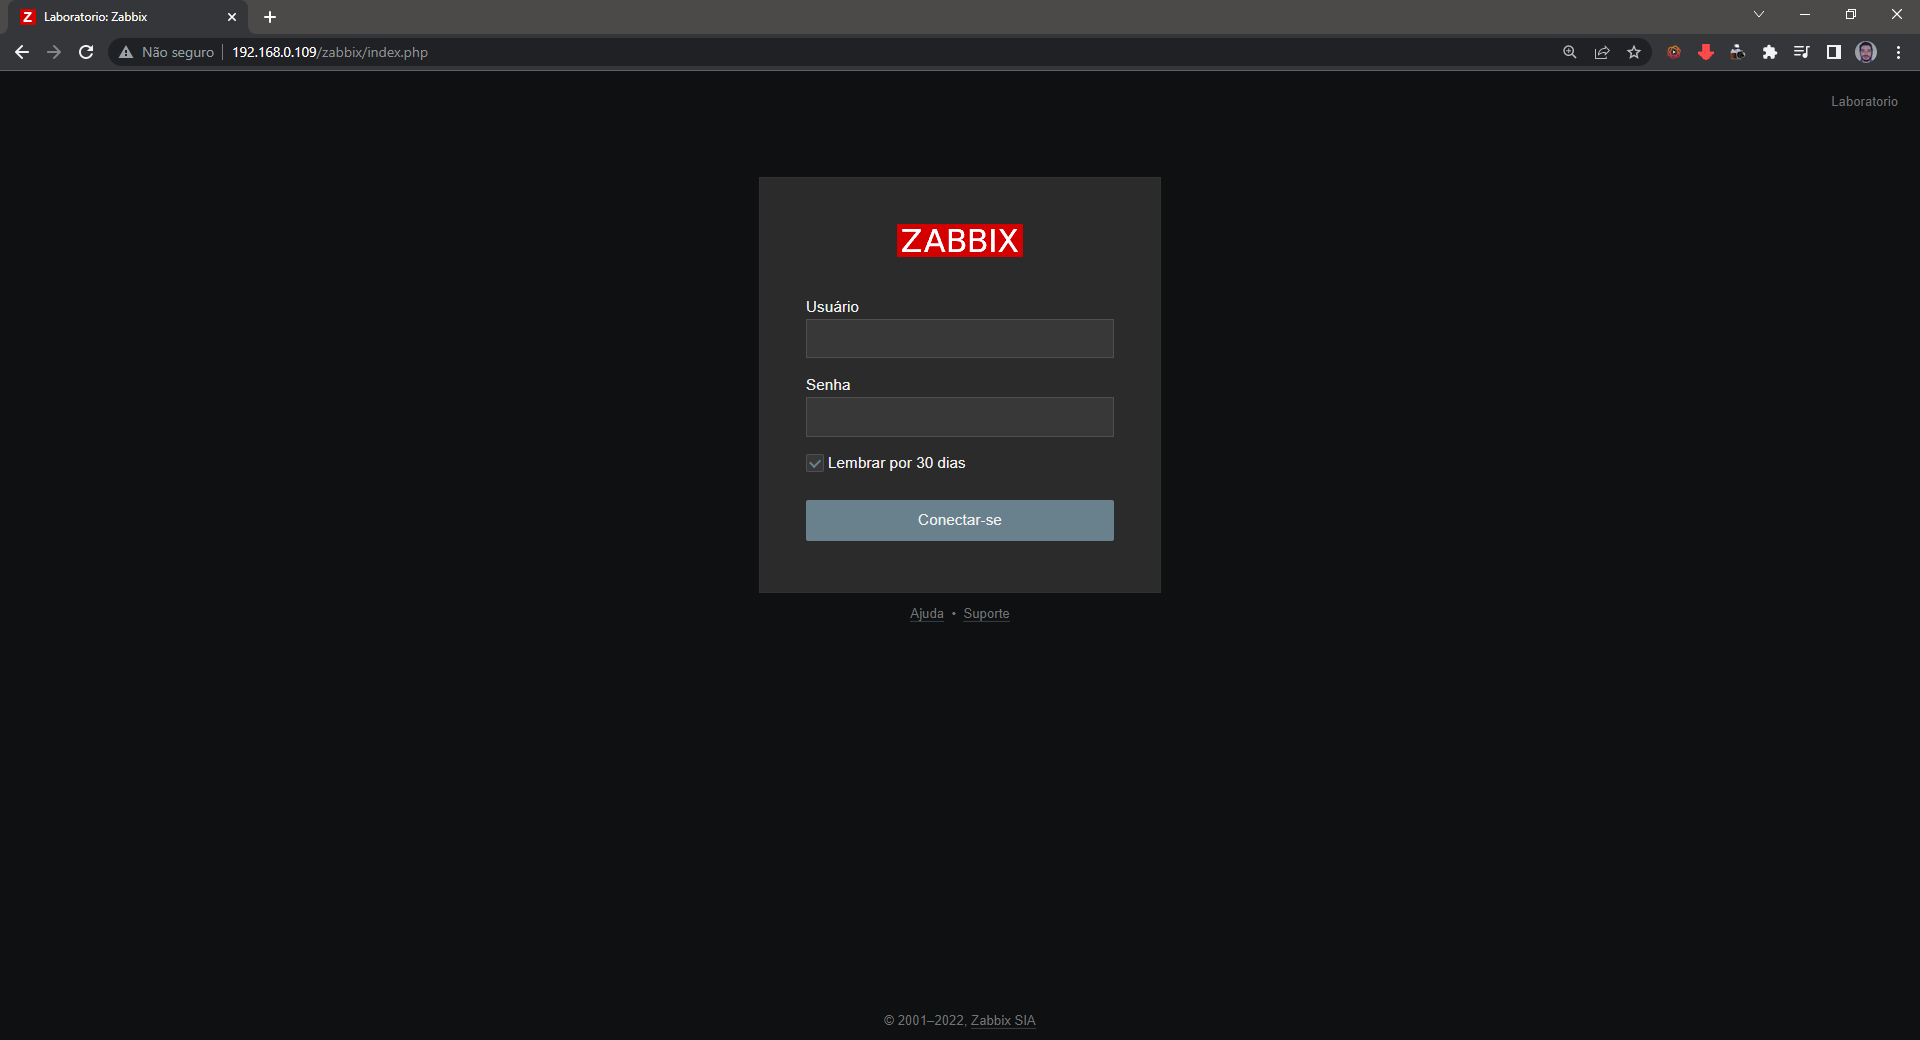 Laboratorio: Zabbix
Não seguro 192.168.0.109/zabbix/index.php
Laboratorio
ZABBIX
Usuário
Senha
Lembrar por 30 dias
Conectar-se
Ajuda • Suporte
© 2001–2022, Zabbix SIA